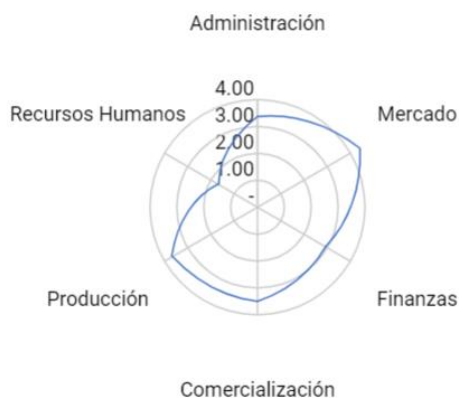 Administración
4.00
Recursos Humanos
3.00
Mercado
2.00
1.00
-
Producción
Finanzas
Comercialización